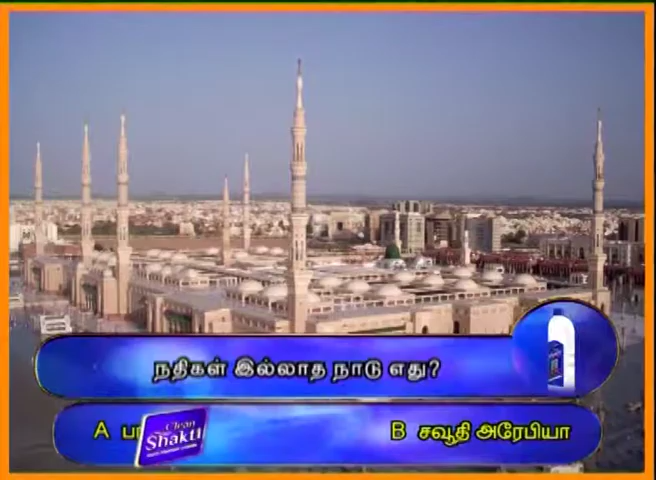 நதிகள் இல்லாத நாடு எது?
A
Clean
Shakti
B சவூதி அரேபியா